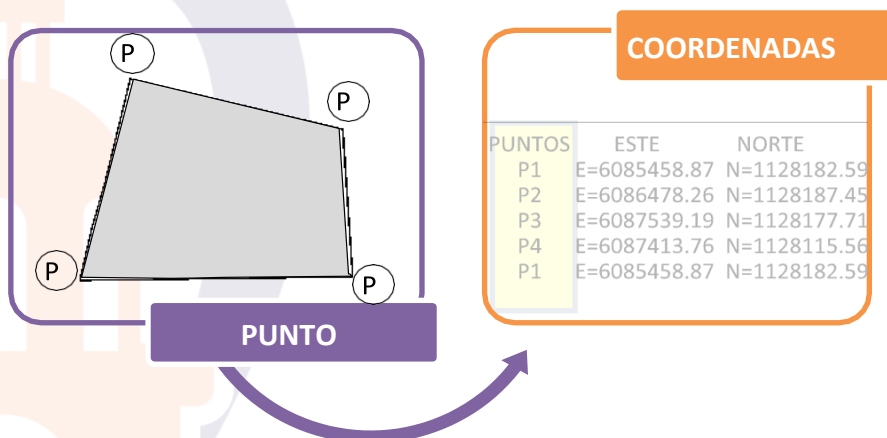 P
P
P
P
PUNTO
COORDENADAS
PUNTOS ESTE NORTE
P1 E=6085458.87 N=1128182.59
P2 E=6086478.26 N=1128187.45
P3 E=6087539.19 N=1128177.71
P4 E=6087413.76 N=1128115.56
P1 E=6085458.87 N=1128182.59